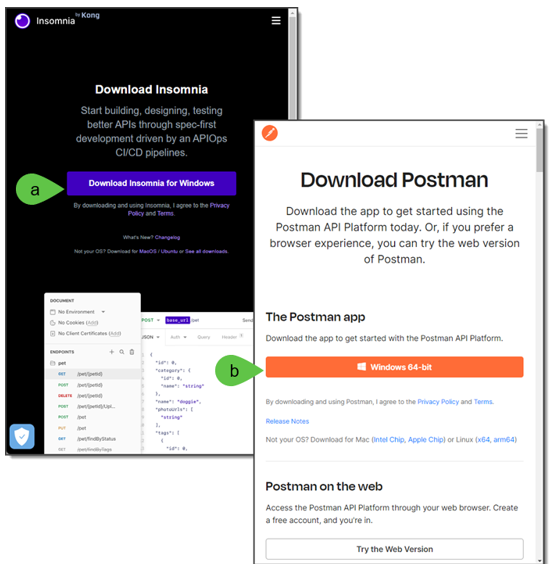 Insomnia by Kong
Download Insomnia
Start building, designing, testing
better APIs through spec-first
development driven by an APIOps
CI/CD pipelines.
a
Download Insomnia for Windows
By downloading and using Insomnia, I agree to the Privacy
Policy and Terms.
What's New? Changelog
Not your OS? Download for MacOS / Ubuntu or See all downloads.
DOCUMENT
No Environment
No Cookies (Add)
No Client Certificates (Add)
ENDPOINTS
pet
GET /pet/{petId}
POST /pet/{petId}
DELETE /pet/{petId}
POST /pet/{petId}/upl...
POST /pet
PUT /pet
GET /pet/findByStatus
GET /pet/findByTags
POST base_url /pet Send
JSON Auth Query Header
{
"id": 0,
"category": {
"id": 0,
"name": "string"
},
"name": "doggie",
"photoUrls": [
"string"
],
"tags": [
{
"id": 0,
Download Postman
Download the app to get started using the
Postman API Platform today. Or, if you prefer a
browser experience, you can try the web version
of Postman.
The Postman app
Download the app to get started with the Postman API Platform.
b
Windows 64-bit
By downloading and using Postman, I agree to the Privacy Policy and Terms.
Release Notes
Not your OS? Download for Mac (Intel Chip, Apple Chip) or Linux (x64, arm64)
Postman on the web
Access the Postman API Platform through your web browser. Create
a free account, and you're in.
Try the Web Version